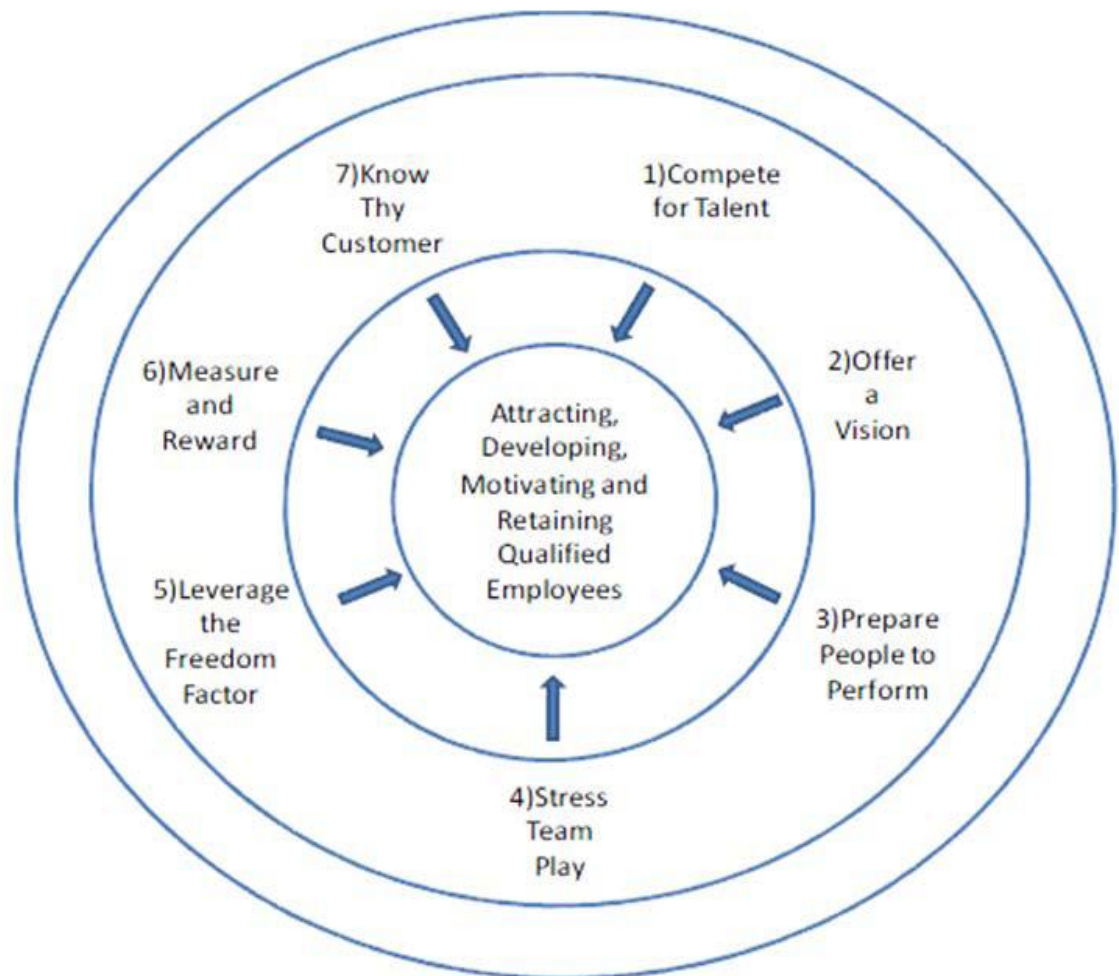 1)Compete
for Talent
2)Offer
a
Vision
3)Prepare
People to
Perform
4)Stress
Team
Play
5)Leverage
the
Freedom
Factor
6)Measure
and
Reward
7)Know
Thy
Customer
Attracting,
Developing,
Motivating and
Retaining
Qualified
Employees